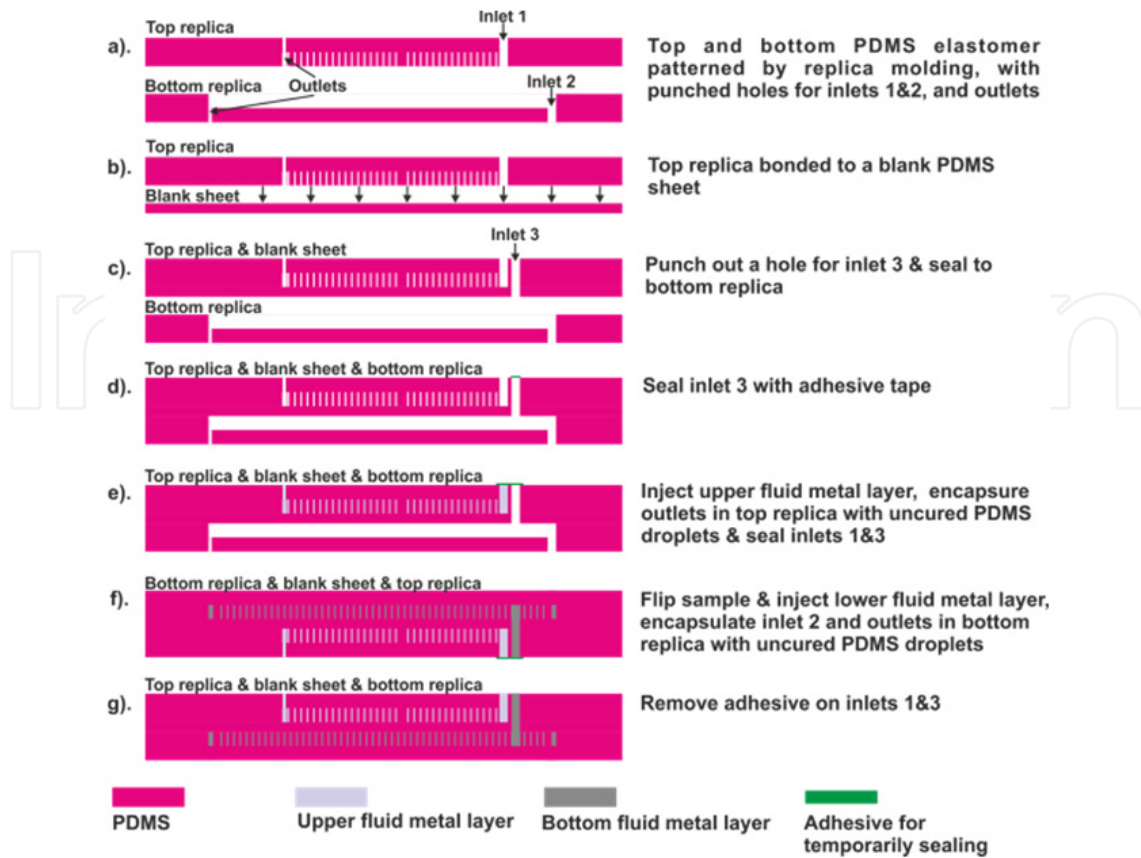 Inlet 1
Top replica
a).
Top and bottom PDMS elastomer
patterned by replica molding, with
punched holes for inlets 1&2, and outlets
Bottom replica
Outlets
Inlet 2
Top replica
b).
Top replica bonded to a blank PDMS
sheet
Blank sheet
Inlet 3
Top replica & blank sheet
c).
Punch out a hole for inlet 3 & seal to
bottom replica
Bottom replica
Top replica & blank sheet & bottom replica
d).
Seal inlet 3 with adhesive tape
Top replica & blank sheet & bottom replica
e).
Inject upper fluid metal layer, encapsure
outlets in top replica with uncured PDMS
droplets & seal inlets 1&3
Bottom replica & blank sheet & top replica
f).
Flip sample & inject lower fluid metal layer,
encapsulate inlet 2 and outlets in bottom
replica with uncured PDMS droplets
Top replica & blank sheet & bottom replica
g).
Remove adhesive on inlets 1&3
PDMS
Upper fluid metal layer
Bottom fluid metal layer
Adhesive for
temporarily sealing